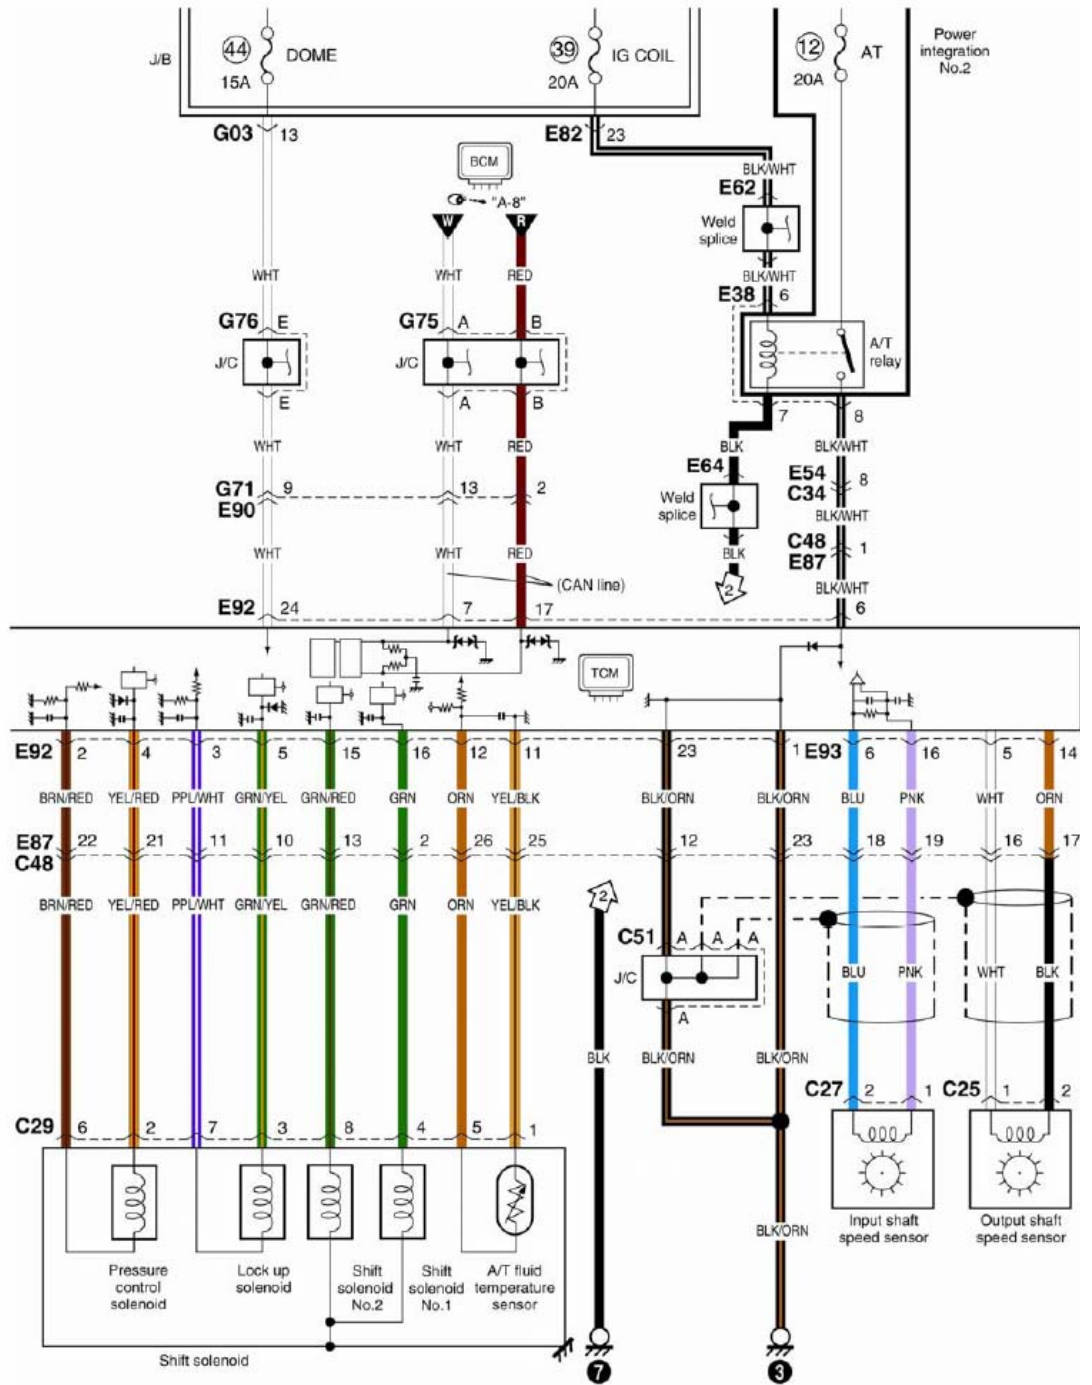 J/B
44 DOME
15A
39 IG COIL
20A
12 AT
20A
Power
integration
No.2
G03 13
E82 23
BCM
"A-8"
W R
BLK/WHT
E62
Weld
splice
BLK/WHT
E38 6
WHT WHT RED
G76 E
G75 A B
J/C
J/C
E
A B
A/T
relay
7 8
WHT WHT RED
BLK BLK/WHT
E64
Weld
splice
E54 8
C34
BLK/WHT
G71 9 13 2
E90
C48 1
E87
WHT WHT RED
BLK
BLK/WHT
(CAN line)
2
E92 24 7 17 6
TCM
E92 2 4 3 5 15 16 12 11 23 1 E93 6 16 5 14
BRN/RED YEL/RED PPL/WHT GRN/YEL GRN/RED GRN ORN YEL/BLK BLK/ORN BLK/ORN BLU PNK WHT ORN
E87 22 21 11 10 13 2 26 25 12 23 18 19 16 17
C48
BRN/RED YEL/RED PPL/WHT GRN/YEL GRN/RED GRN ORN YEL/BLK
2
C51 A A A
J/C
A
BLU PNK WHT BLK
BLK BLK/ORN BLK/ORN
C27 2 1 C25 1 2
C29 6 2 7 3 8 4 5 1
BLK/ORN
Input shaft
speed sensor
Output shaft
speed sensor
Pressure
control
solenoid
Lock up
solenoid
Shift
solenoid
No.2
Shift
solenoid
No.1
A/T fluid
temperature
sensor
Shift solenoid
7
3